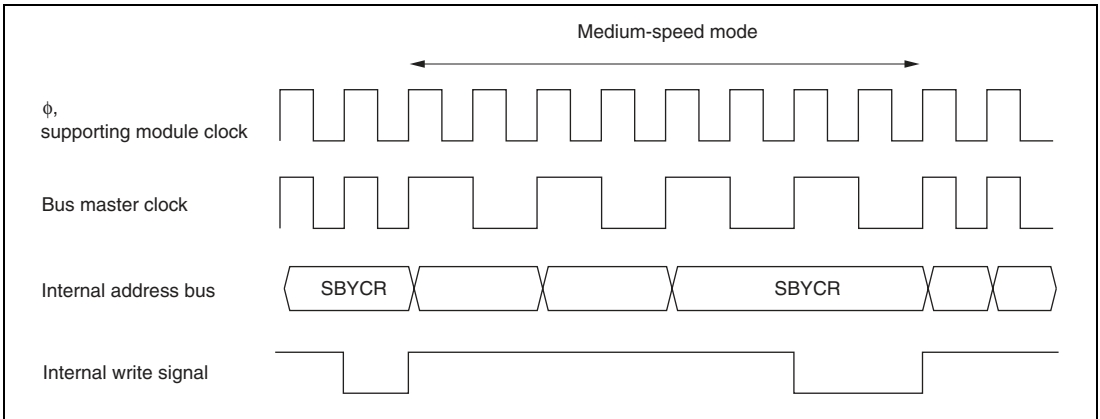 Medium-speed mode
ϕ,
supporting module clock
Bus master clock
Internal address bus
SBYCR
SBYCR
Internal write signal